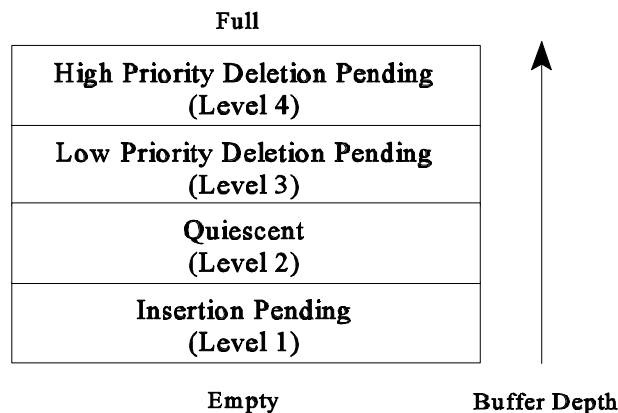 Full
High Priority Deletion Pending
(Level 4)
Low Priority Deletion Pending
(Level 3)
Quiescent
(Level 2)
Insertion Pending
(Level 1)
Empty
Buffer Depth